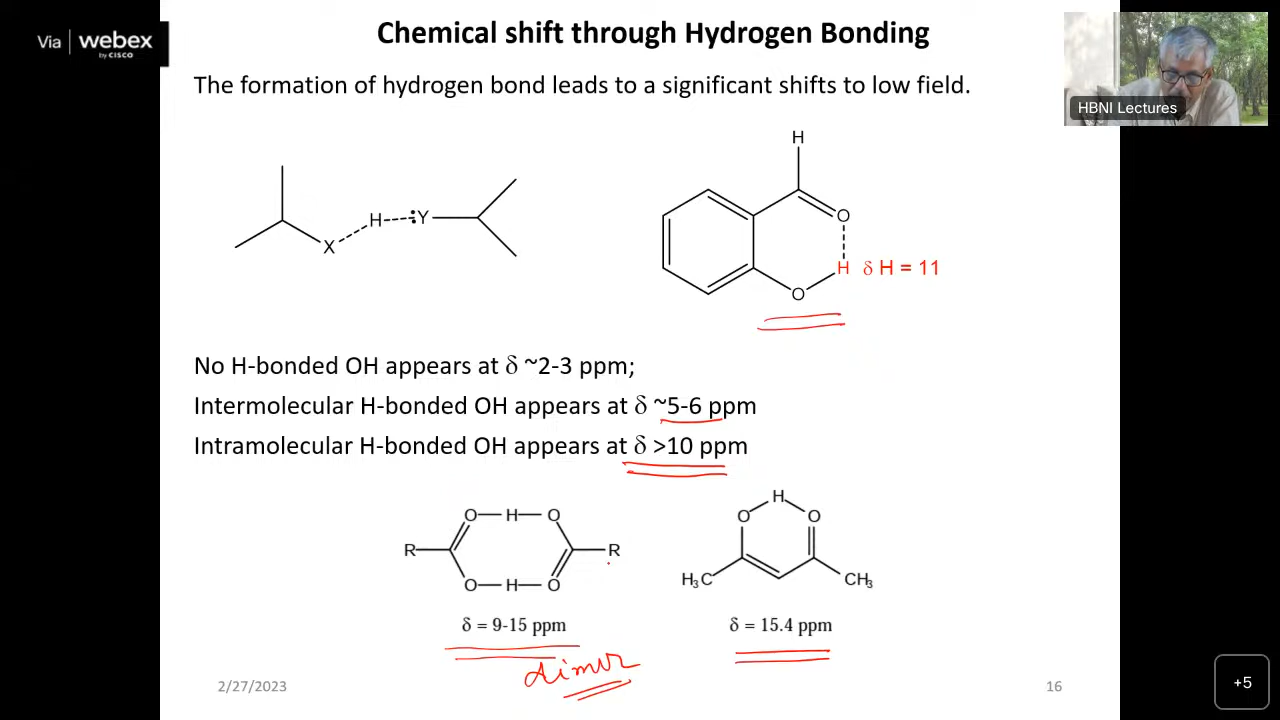 Via | webex
by CISCO
Chemical shift through Hydrogen Bonding
HBNI Lectures
The formation of hydrogen bond leads to a significant shifts to low field.
H
X
H
:Y
O
H δ H = 11
O
No H-bonded OH appears at δ ~2-3 ppm;
Intermolecular H-bonded OH appears at δ ~5-6 ppm
Intramolecular H-bonded OH appears at δ >10 ppm
O H O
R R
O H O
δ = 9-15 ppm
H
O O
H₃C CH₃
δ = 15.4 ppm
dimer
2/27/2023
16
+5